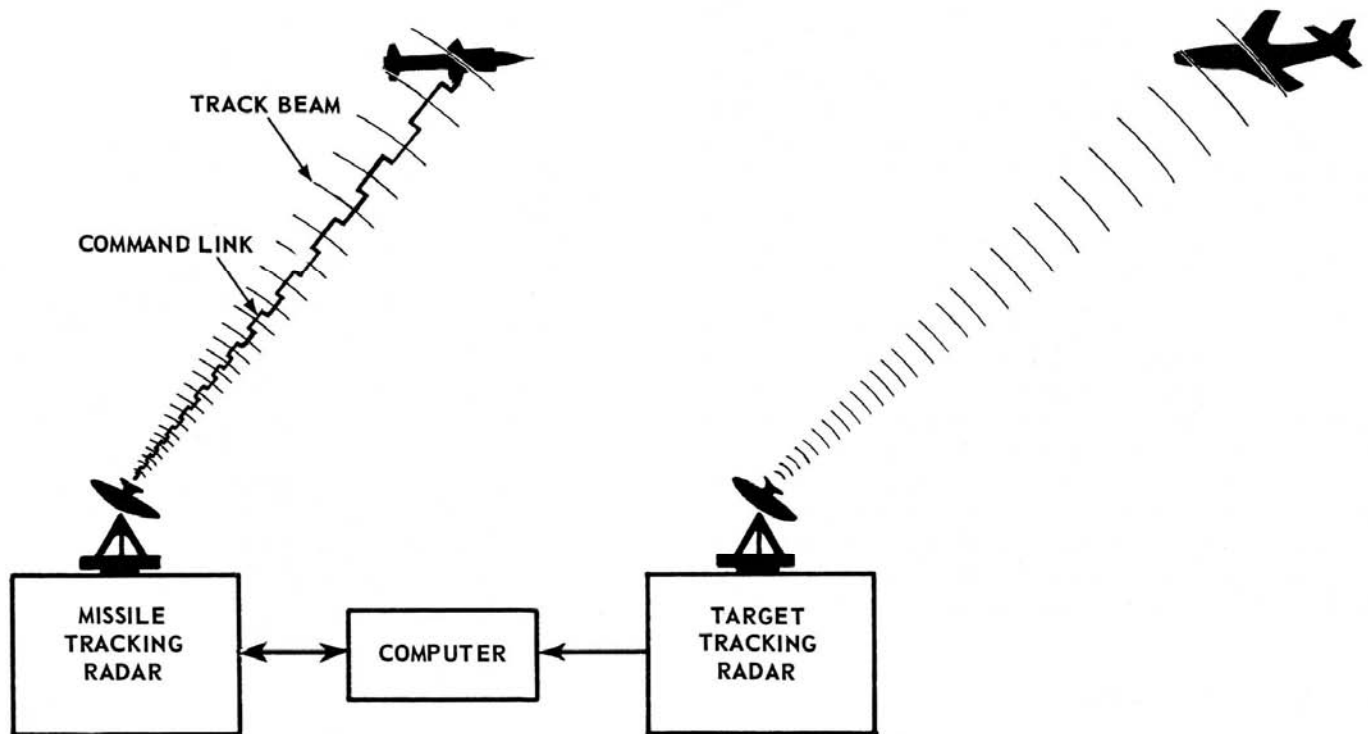 TRACK BEAM
COMMAND LINK
MISSILE
TRACKING
RADAR
COMPUTER
TARGET
TRACKING
RADAR